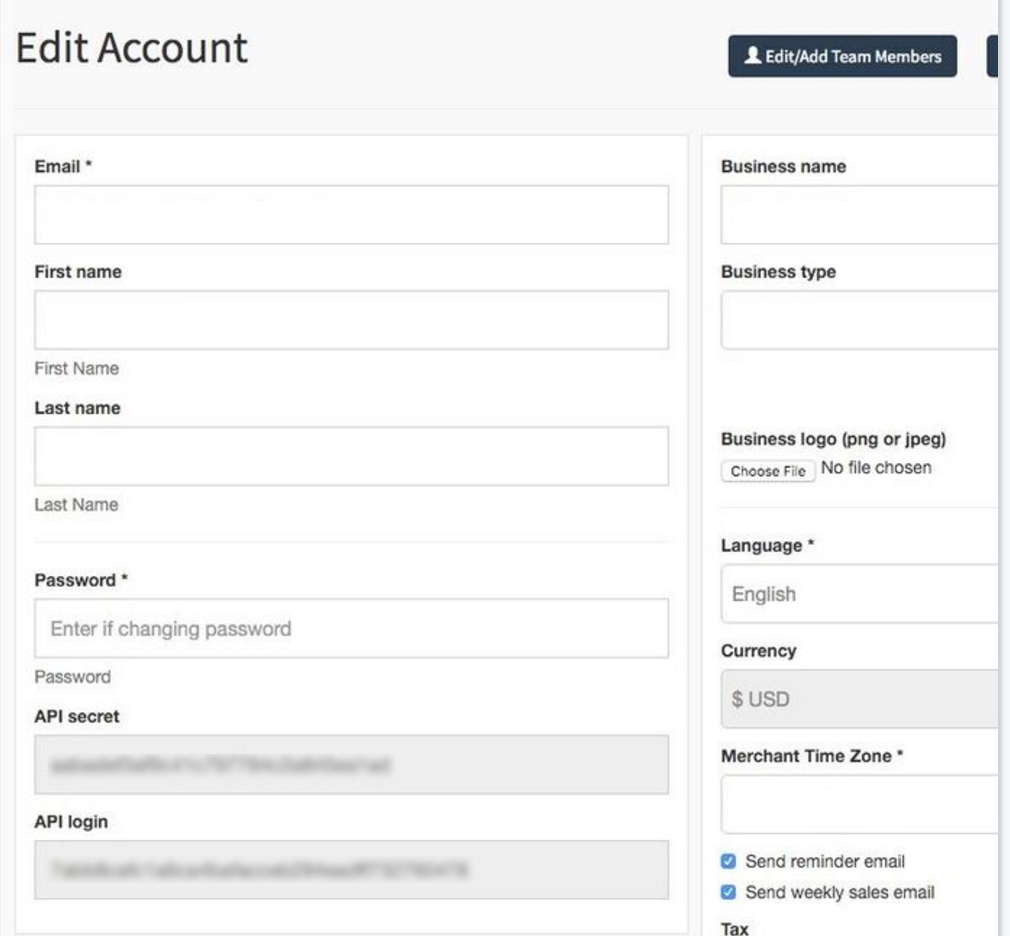 Edit Account
Edit/Add Team Members
Email *
First name
First Name
Last name
Last Name
Password *
Enter if changing password
Password
API secret
API login
Business name
Business type
Business logo (png or jpeg)
Choose File No file chosen
Language *
English
Currency
$ USD
Merchant Time Zone *
Send reminder email
Send weekly sales email
Tax